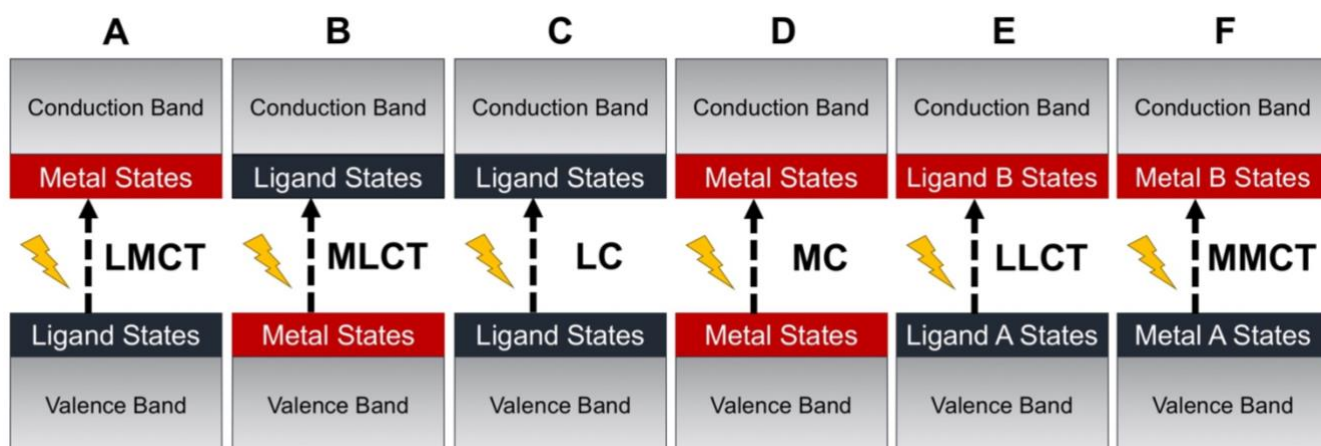 A B C D E F
Conduction Band Conduction Band Conduction Band Conduction Band Conduction Band Conduction Band
Metal States Ligand States Ligand States Metal States Ligand B States Metal B States
LMCT MLCT LC MC LLCT MMCT
Ligand States Metal States Ligand States Metal States Ligand A States Metal A States
Valence Band Valence Band Valence Band Valence Band Valence Band Valence Band